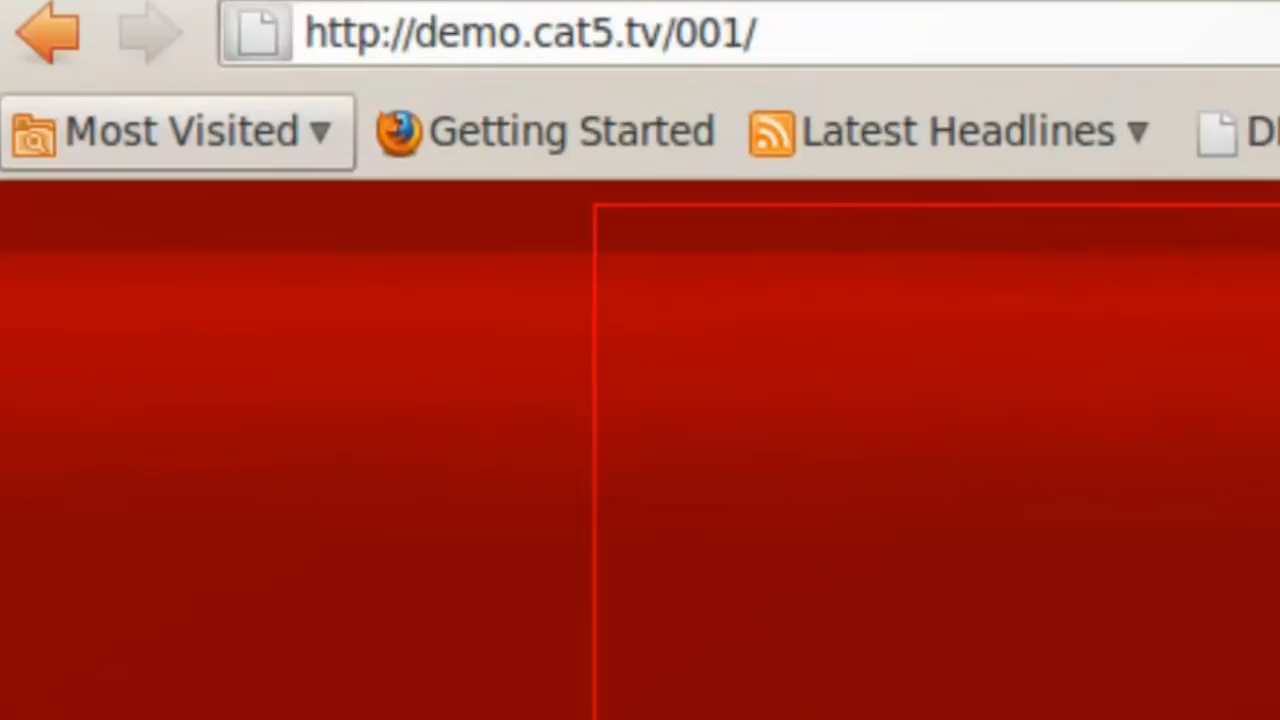 http://demo.cat5.tv/001/
Most Visited Getting Started Latest Headlines